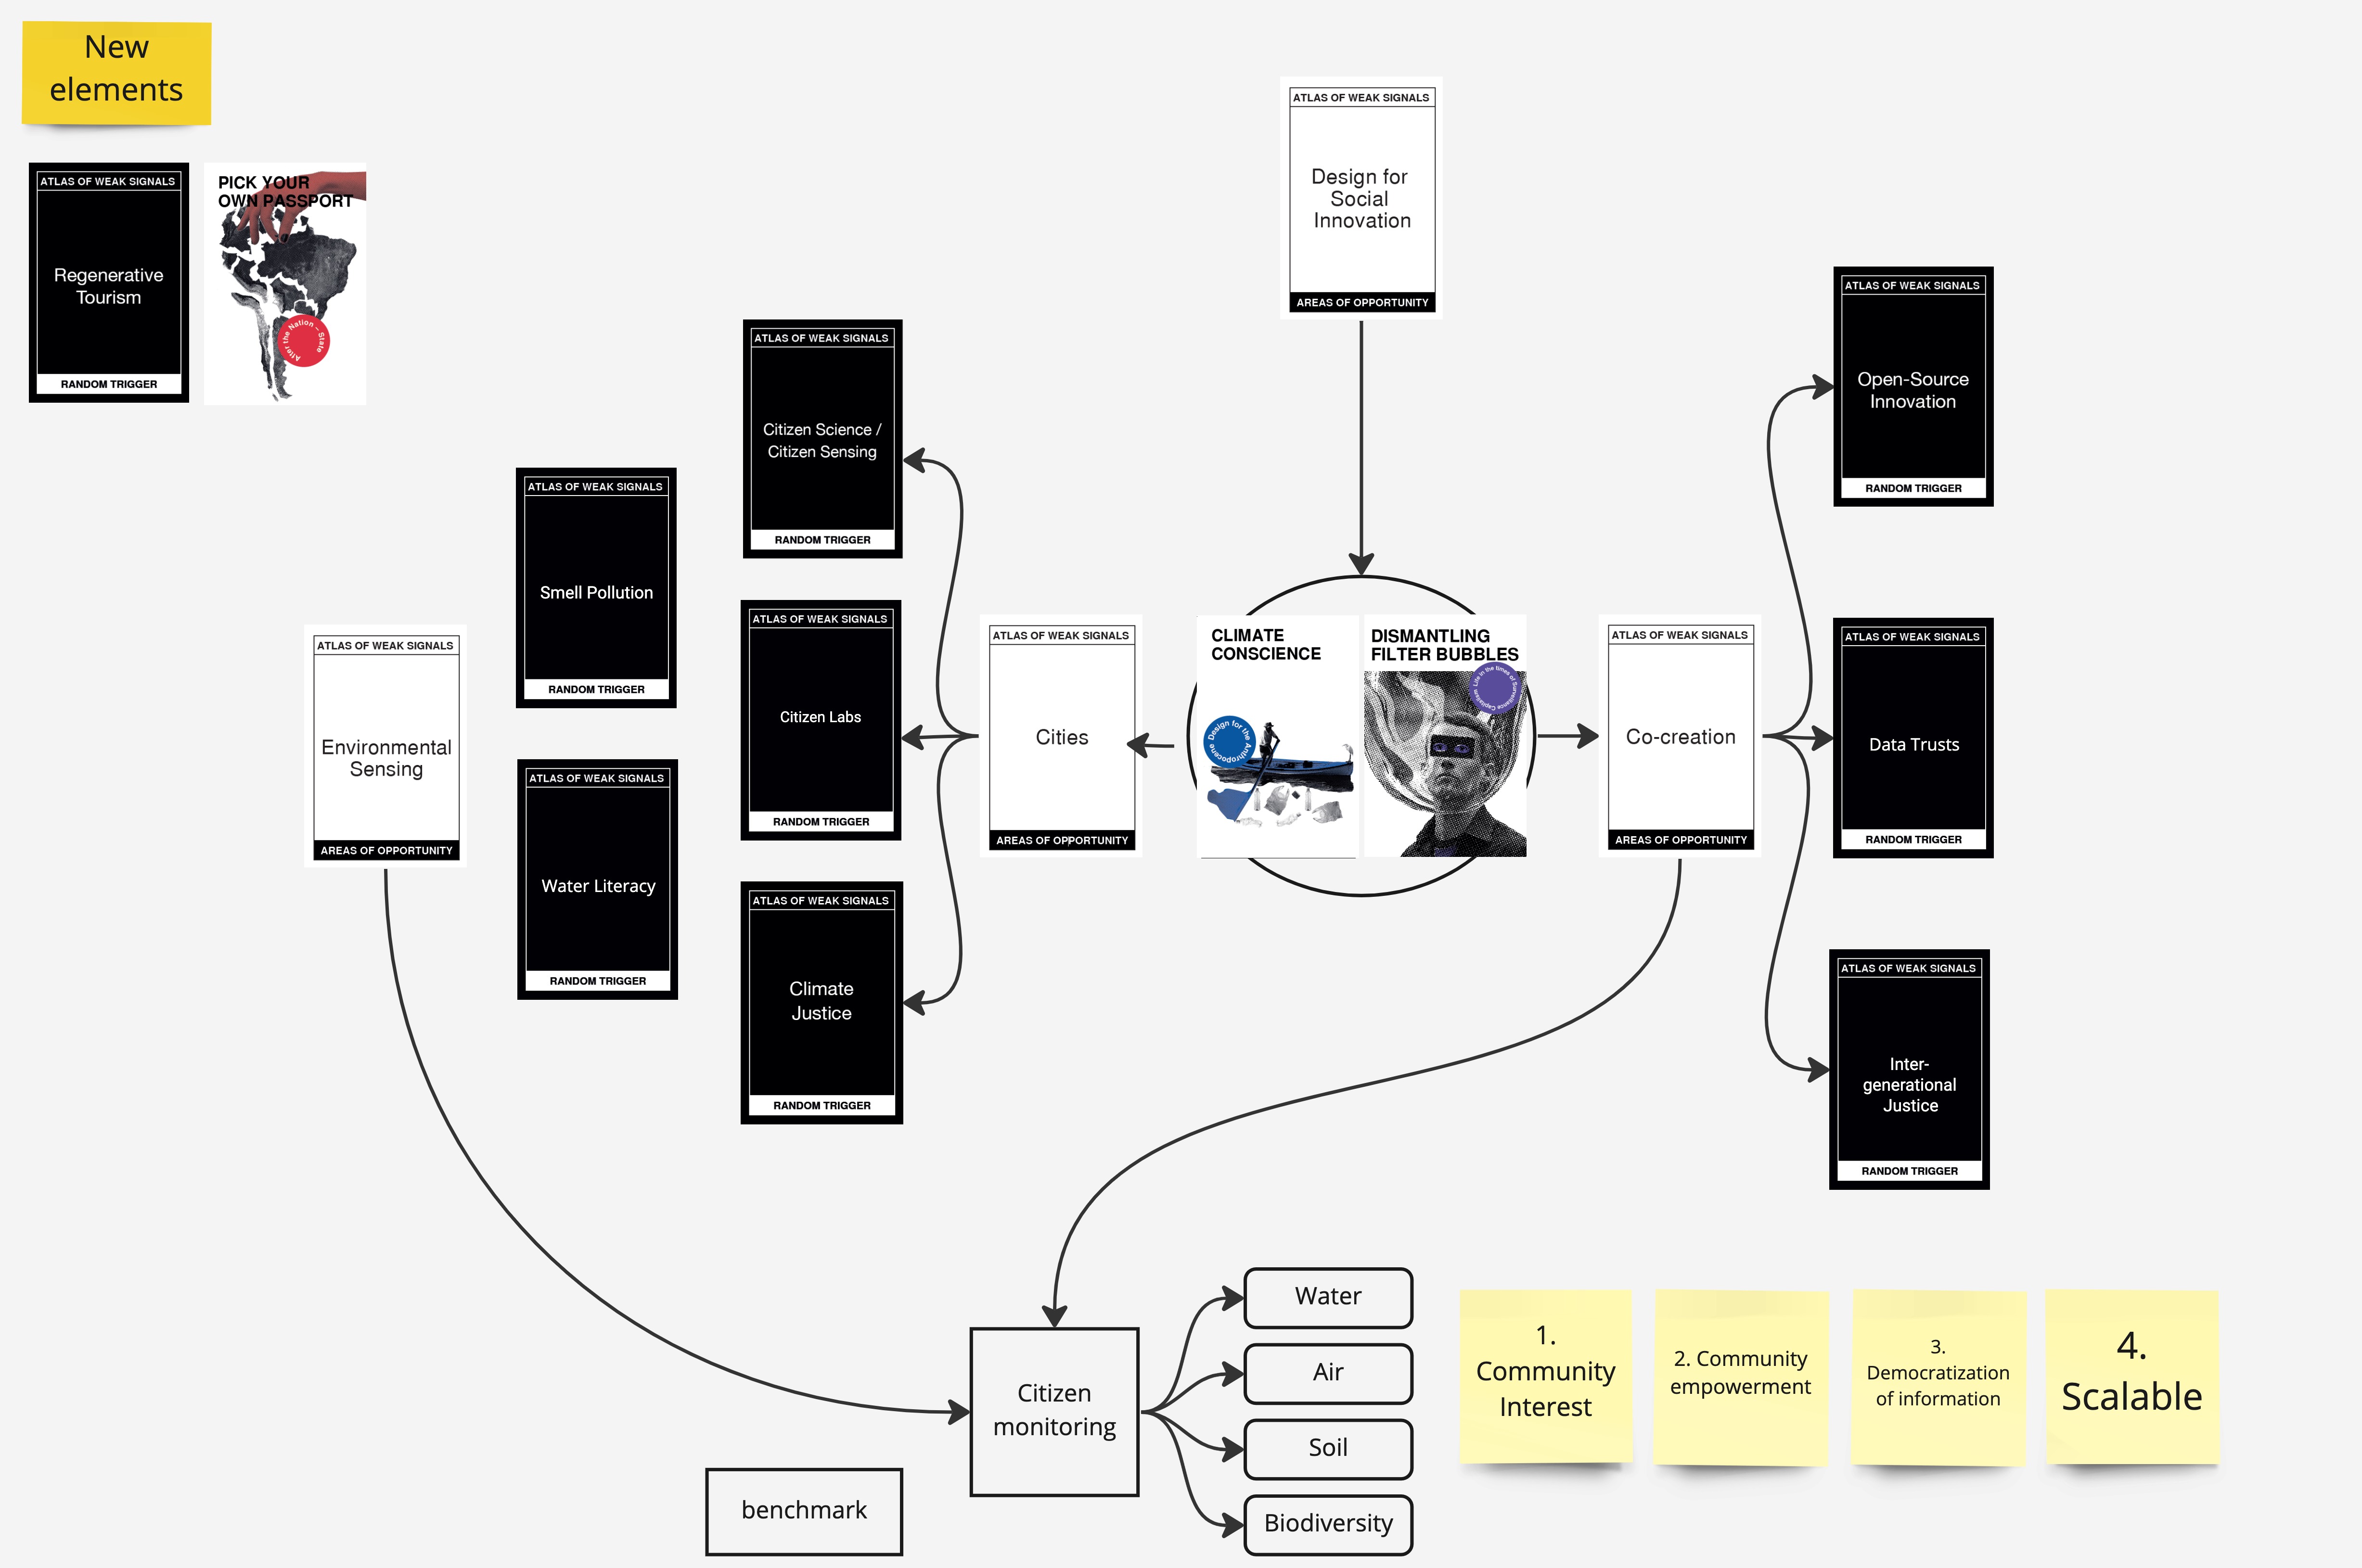 New
elements
ATLAS OF WEAK SIGNALS
Regenerative
Tourism
RANDOM TRIGGER
PICK YOUR
OWN PASSPORT
After the Nation – State
ATLAS OF WEAK SIGNALS
Design for
Social
Innovation
AREAS OF OPPORTUNITY
ATLAS OF WEAK SIGNALS
Environmental
Sensing
AREAS OF OPPORTUNITY
ATLAS OF WEAK SIGNALS
Smell Pollution
RANDOM TRIGGER
ATLAS OF WEAK SIGNALS
Water Literacy
RANDOM TRIGGER
ATLAS OF WEAK SIGNALS
Citizen Science /
Citizen Sensing
RANDOM TRIGGER
ATLAS OF WEAK SIGNALS
Citizen Labs
RANDOM TRIGGER
ATLAS OF WEAK SIGNALS
Climate
Justice
RANDOM TRIGGER
ATLAS OF WEAK SIGNALS
Cities
AREAS OF OPPORTUNITY
CLIMATE
CONSCIENCE
Design for the Anthropocene
DISMANTLING
FILTER BUBBLES
Life in the times of Surveillance Capitalism
ATLAS OF WEAK SIGNALS
Co-creation
AREAS OF OPPORTUNITY
ATLAS OF WEAK SIGNALS
Open-Source
Innovation
RANDOM TRIGGER
ATLAS OF WEAK SIGNALS
Data Trusts
RANDOM TRIGGER
ATLAS OF WEAK SIGNALS
Inter-
generational
Justice
RANDOM TRIGGER
Citizen
monitoring
benchmark
Water
Air
Soil
Biodiversity
1.
Community
Interest
2. Community
empowerment
3.
Democratization
of information
4.
Scalable